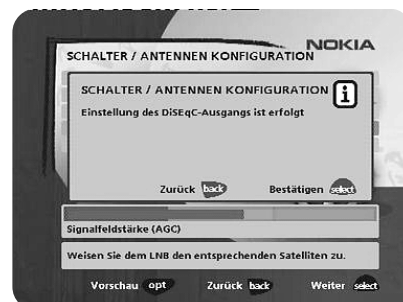 NOKIA
SCHALTER / ANTENNEN KONFIGURATION
SCHALTER / ANTENNEN KONFIGURATION i
Einstellung des DiSEqC-Ausgangs ist erfolgt
Zurück back Bestätigen select
Signalfeldstärke (AGC)
Weisen Sie dem LNB den entsprechenden Satelliten zu.
Vorschau opt Zurück back Weiter select